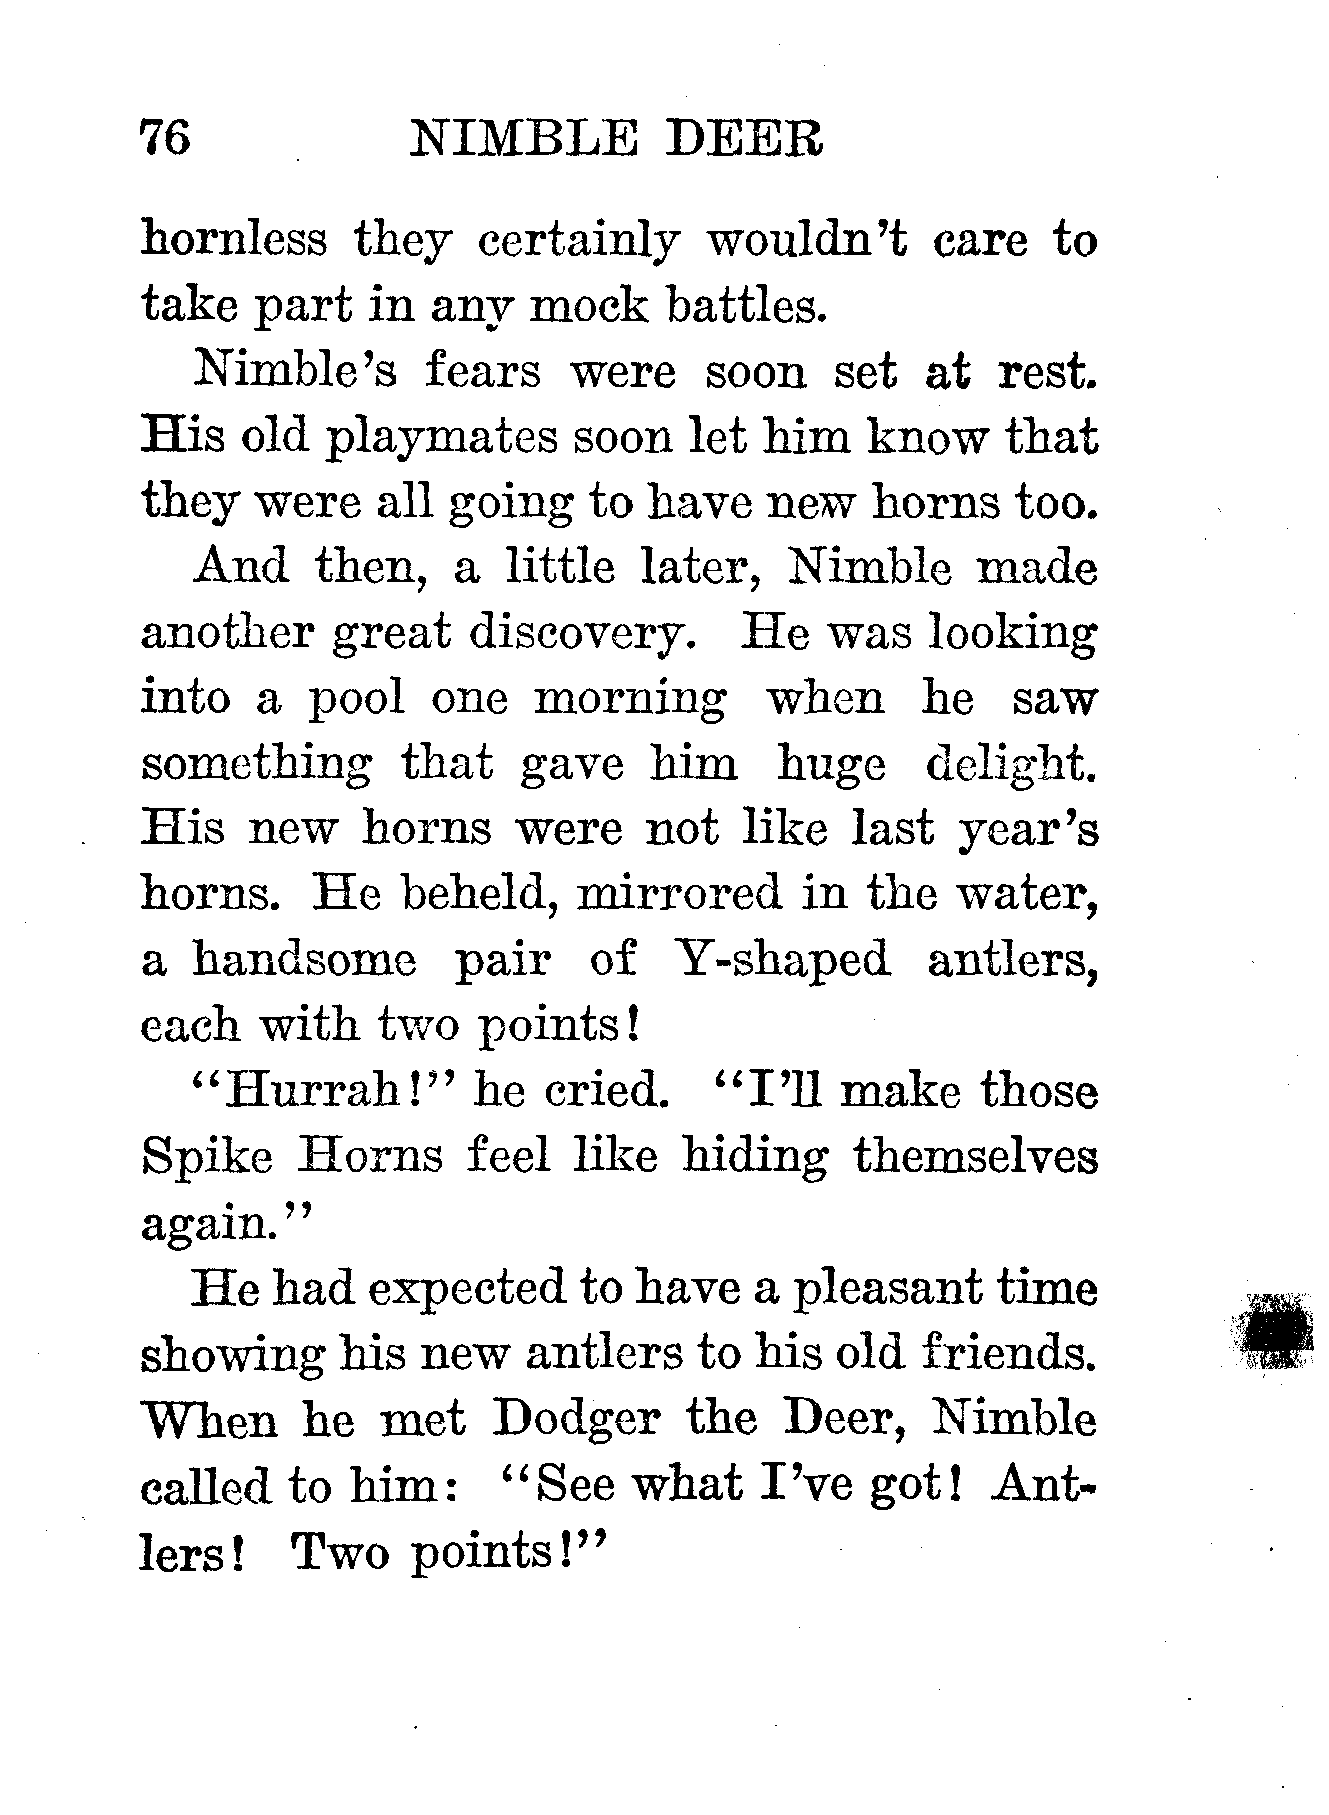 76 NIMBLE DEER
hornless they certainly wouldn't care to
take part in any mock battles.
Nimble's fears were soon set at rest.
His old playmates soon let him know that
they were all going to have new horns too.
And then, a little later, Nimble made
another great discovery. He was looking
into a pool one morning when he saw
something that gave him huge delight.
His new horns were not like last year's
horns. He beheld, mirrored in the water,
a handsome pair of Y-shaped antlers,
each with two points!
"Hurrah!" he cried. "I'll make those
Spike Horns feel like hiding themselves
again."
He had expected to have a pleasant time
showing his new antlers to his old friends.
When he met Dodger the Deer, Nimble
called to him: "See what I've got! Ant-
lers! Two points!"